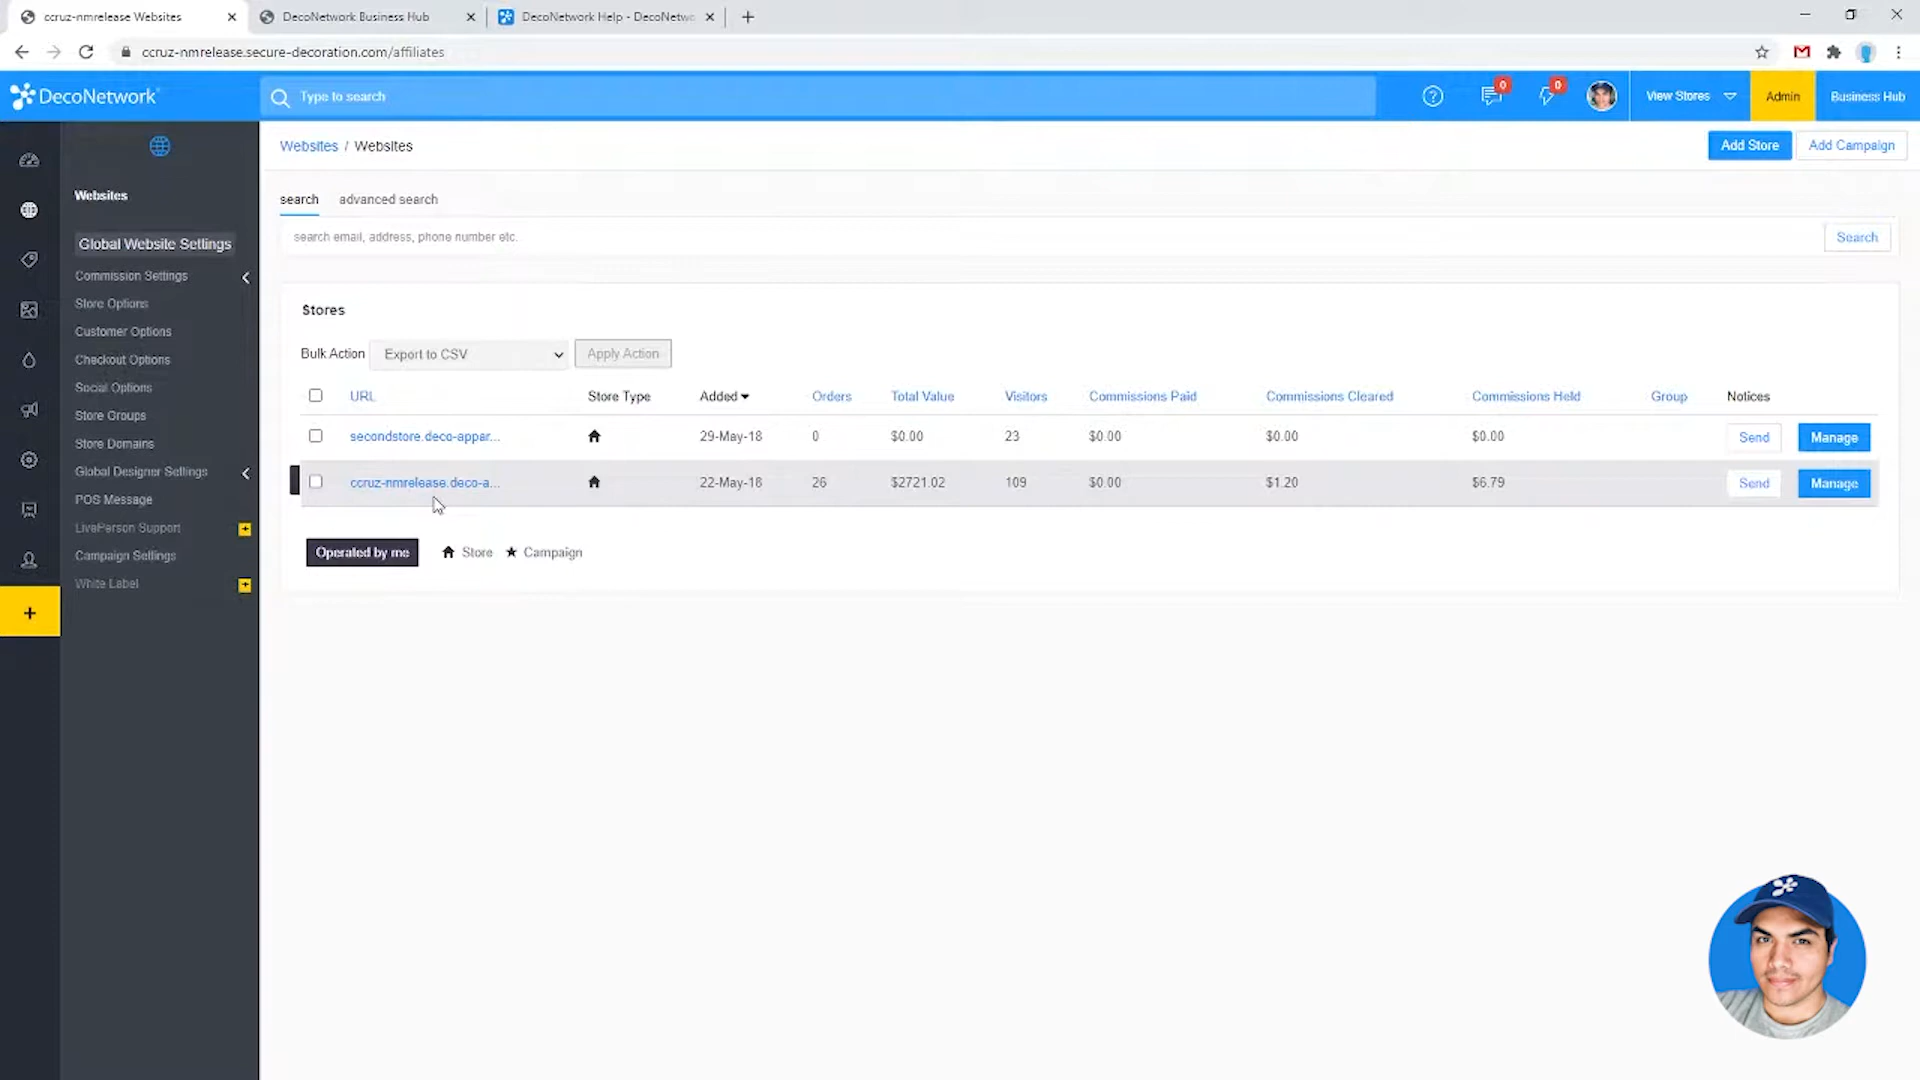 ccruz-nmrelease Websites
DecoNetwork Business Hub
DecoNetwork Help - DecoNetwo
ccruz-nmrelease.secure-decoration.com/affiliates
DecoNetwork
Type to search
0
0
View Stores
Admin
Business Hub
Websites / Websites
Add Store
Add Campaign
Websites
Global Website Settings
Commission Settings
Store Options
Customer Options
Checkout Options
Social Options
Store Groups
Store Domains
Global Designer Settings
POS Message
LivePerson Support
Campaign Settings
White Label
search
advanced search
search email, address, phone number etc.
Search
Stores
Bulk Action Export to CSV Apply Action
URL Store Type Added Orders Total Value Visitors Commissions Paid Commissions Cleared Commissions Held Group Notices
secondstore.deco-appar... 29-May-18 0 $0.00 23 $0.00 $0.00 $0.00 Send Manage
ccruz-nmrelease.deco-a... 22-May-18 26 $2721.02 109 $0.00 $1.20 $6.79 Send Manage
Operated by me Store Campaign